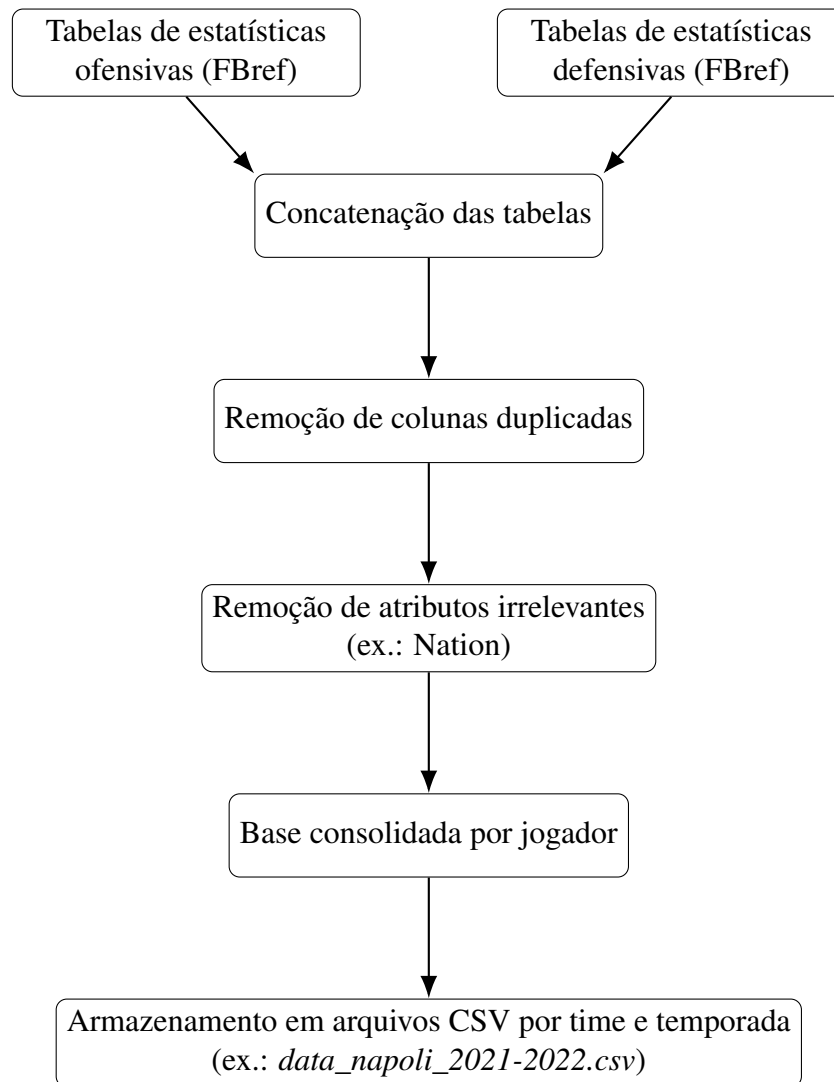 Tabelas de estatísticas
ofensivas (FBref)
Tabelas de estatísticas
defensivas (FBref)
Concatenação das tabelas
Remoção de colunas duplicadas
Remoção de atributos irrelevantes
(ex.: Nation)
Base consolidada por jogador
Armazenamento em arquivos CSV por time e temporada
(ex.: data_napoli_2021-2022.csv)